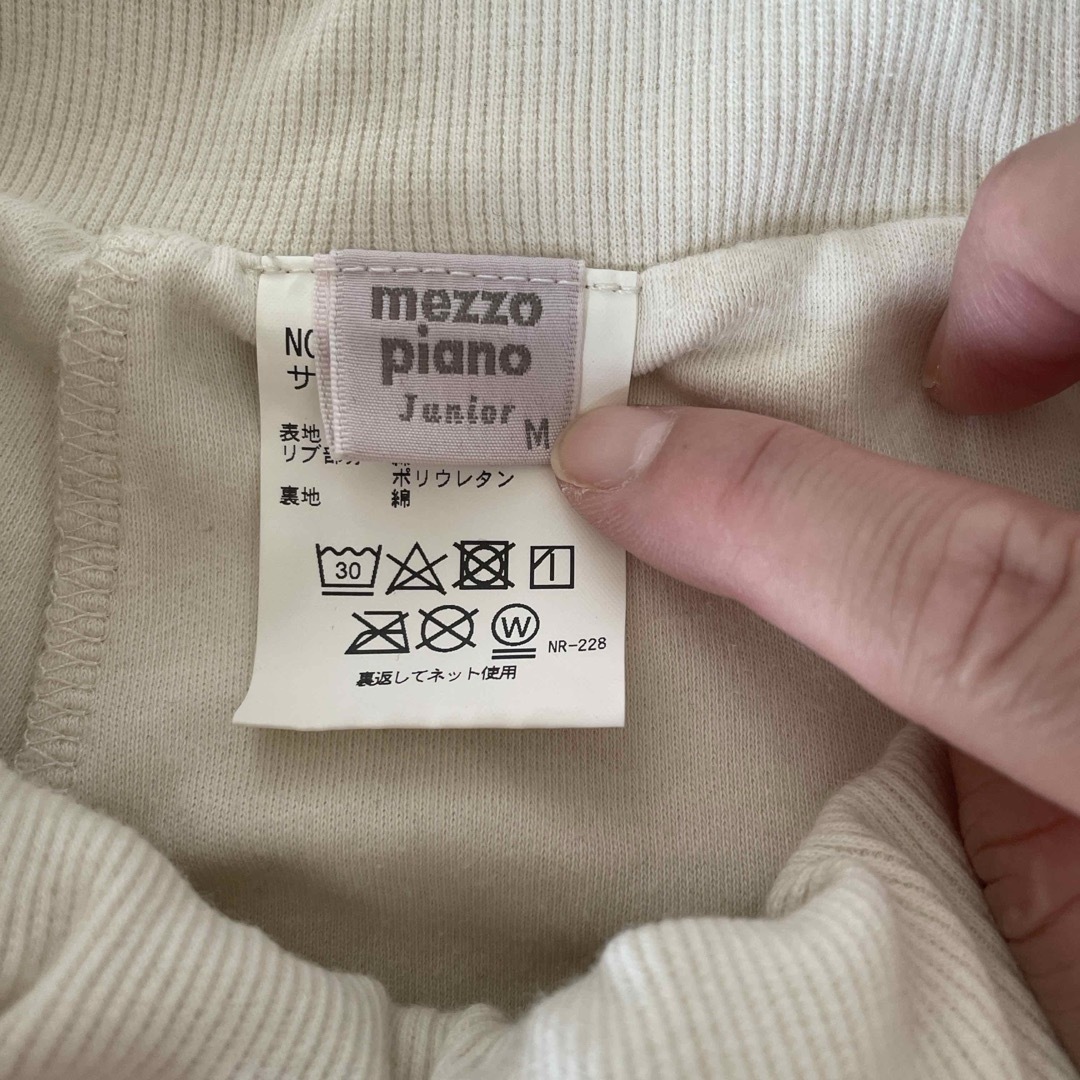 mezzo
piano
Junior
M
サ
表地
リブ部
ポリウレタン
裏地 綿
30
W
NR-228
裏返してネット使用